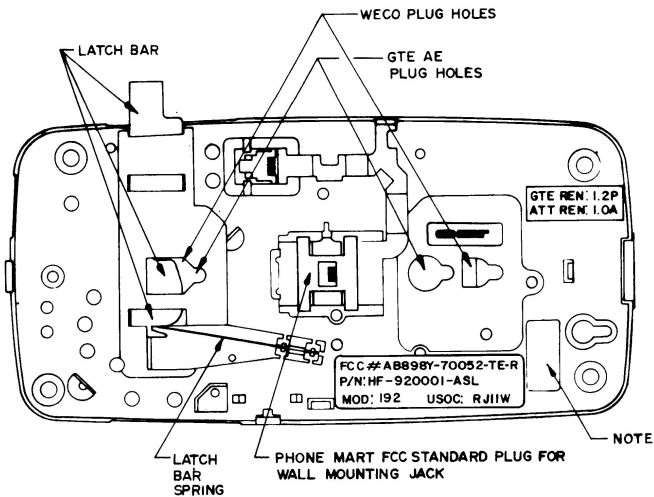 WECO PLUG HOLES
LATCH BAR
GTE AE
PLUG HOLES
GTE REN: 1.2P
ATT REN: 1.0A
FCC # AB898Y-70052-TE-R
P/N: HF-920001-ASL
MOD: 192 USOC: RJ11W
NOTE
LATCH
BAR
SPRING
PHONE MART FCC STANDARD PLUG FOR
WALL MOUNTING JACK